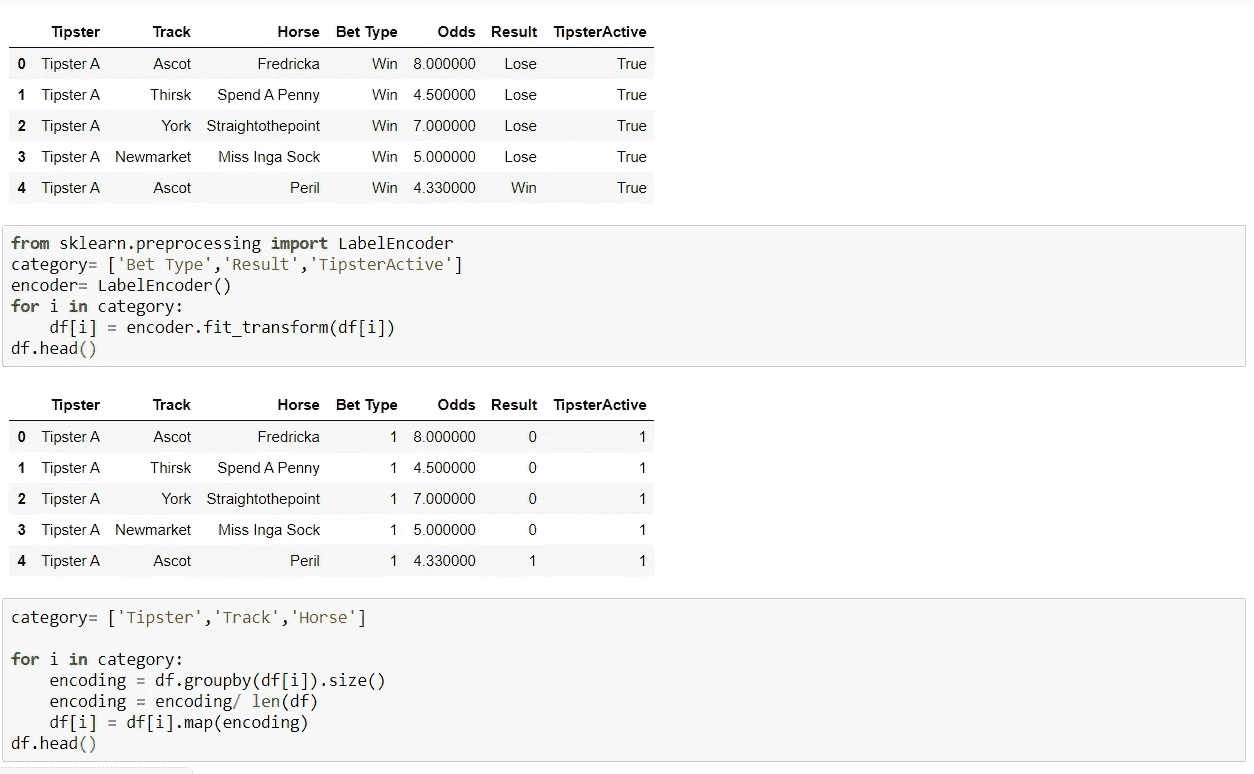 Tipster Track Horse Bet Type Odds Result TipsterActive
0 Tipster A Ascot Fredricka Win 8.000000 Lose True
1 Tipster A Thirsk Spend A Penny Win 4.500000 Lose True
2 Tipster A York Straightothepoint Win 7.000000 Lose True
3 Tipster A Newmarket Miss Inga Sock Win 5.000000 Lose True
4 Tipster A Ascot Peril Win 4.330000 Win True
from sklearn.preprocessing import LabelEncoder
category= ['Bet Type','Result','TipsterActive']
encoder= LabelEncoder()
for i in category:
    df[i] = encoder.fit_transform(df[i])
df.head()
Tipster Track Horse Bet Type Odds Result TipsterActive
0 Tipster A Ascot Fredricka 1 8.000000 0 1
1 Tipster A Thirsk Spend A Penny 1 4.500000 0 1
2 Tipster A York Straightothepoint 1 7.000000 0 1
3 Tipster A Newmarket Miss Inga Sock 1 5.000000 0 1
4 Tipster A Ascot Peril 1 4.330000 1 1
category= ['Tipster','Track','Horse']
for i in category:
    encoding = df.groupby(df[i]).size()
    encoding = encoding/ len(df)
    df[i] = df[i].map(encoding)
df.head()